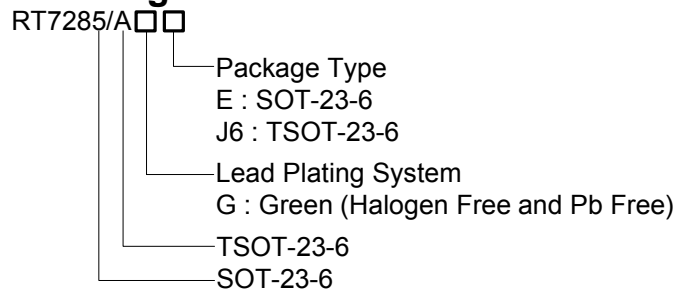 RT7285/A□□
Package Type
E : SOT-23-6
J6 : TSOT-23-6
Lead Plating System
G : Green (Halogen Free and Pb Free)
TSOT-23-6
SOT-23-6